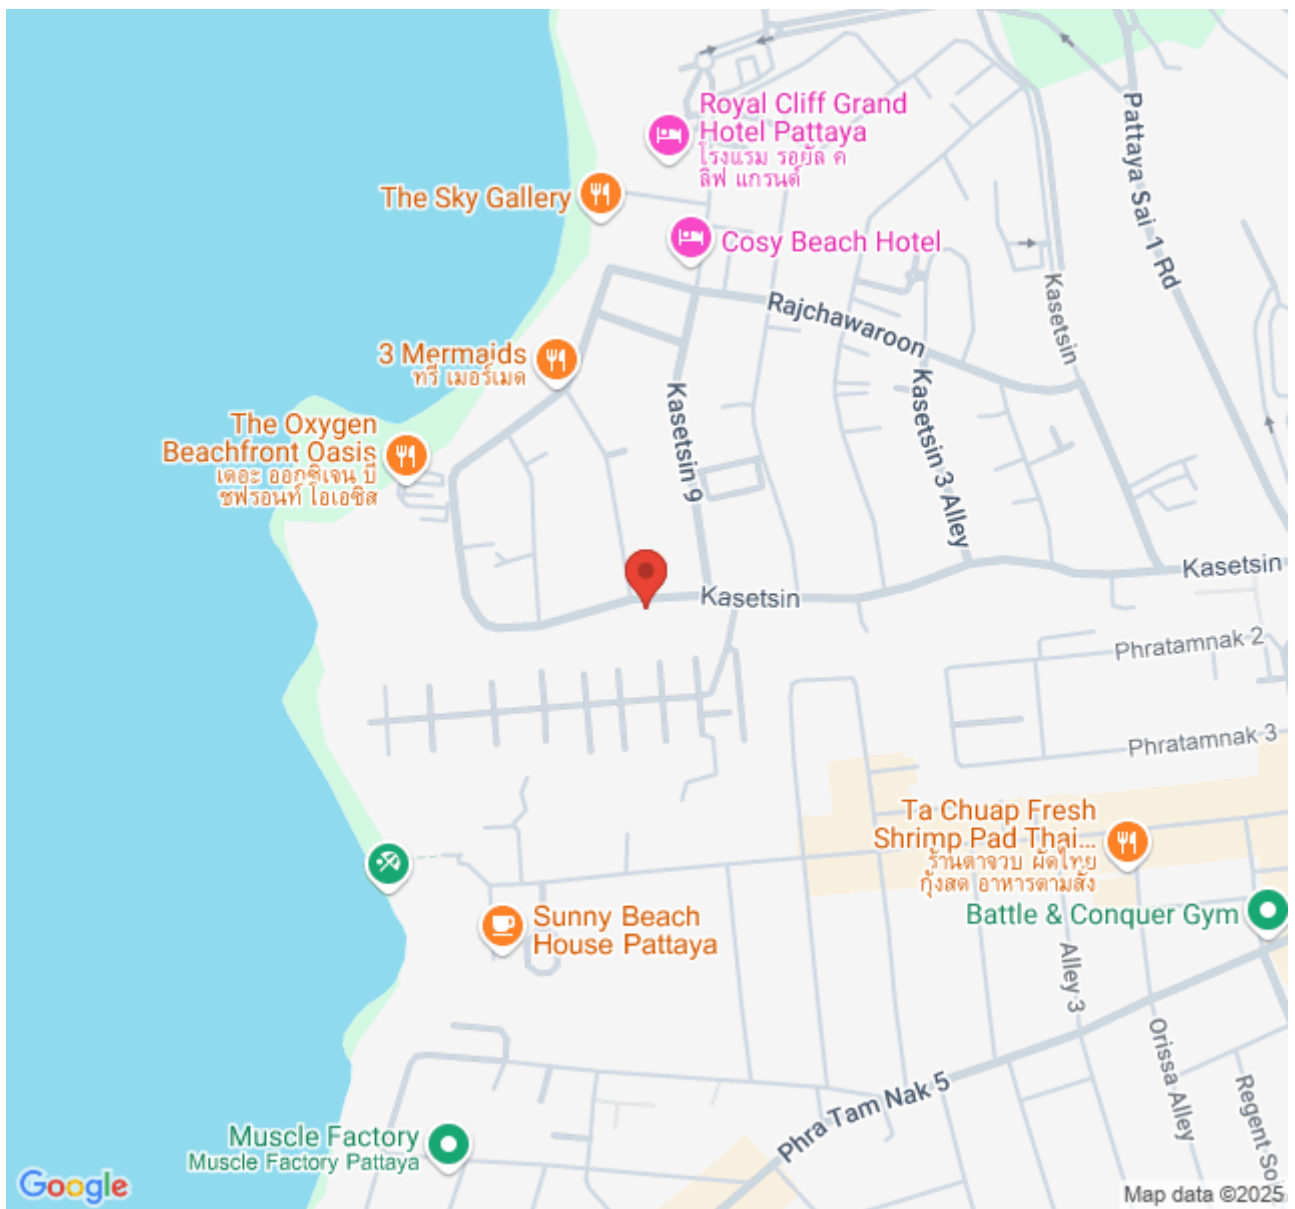 Royal Cliff Grand
Hotel Pattaya
โรงแรม รอยัล ค
ลิฟ แกรนด์
Pattaya Sai 1 Rd
The Sky Gallery
Cosy Beach Hotel
Kasetsin
Rajchawaroon
3 Mermaids
ทรี เมอร์เมด
Kasetsin 9
Kasetsin 3 Alley
The Oxygen
Beachfront Oasis
เดอะ ออกซิเจน บี
ชฟรอนท์ โอเอซิส
Kasetsin
Kasetsin
Phratamnak 2
Phratamnak 3
Ta Chuap Fresh
Shrimp Pad Thai...
ร้านตาจวบ ผัดไทย
กุ้งสด อาหารตามสั่ง
Battle & Conquer Gym
Sunny Beach
House Pattaya
Alley 3
Orissa Alley
Regent Soi
Phra Tam Nak 5
Muscle Factory
Muscle Factory Pattaya
Google
Map data ©2025